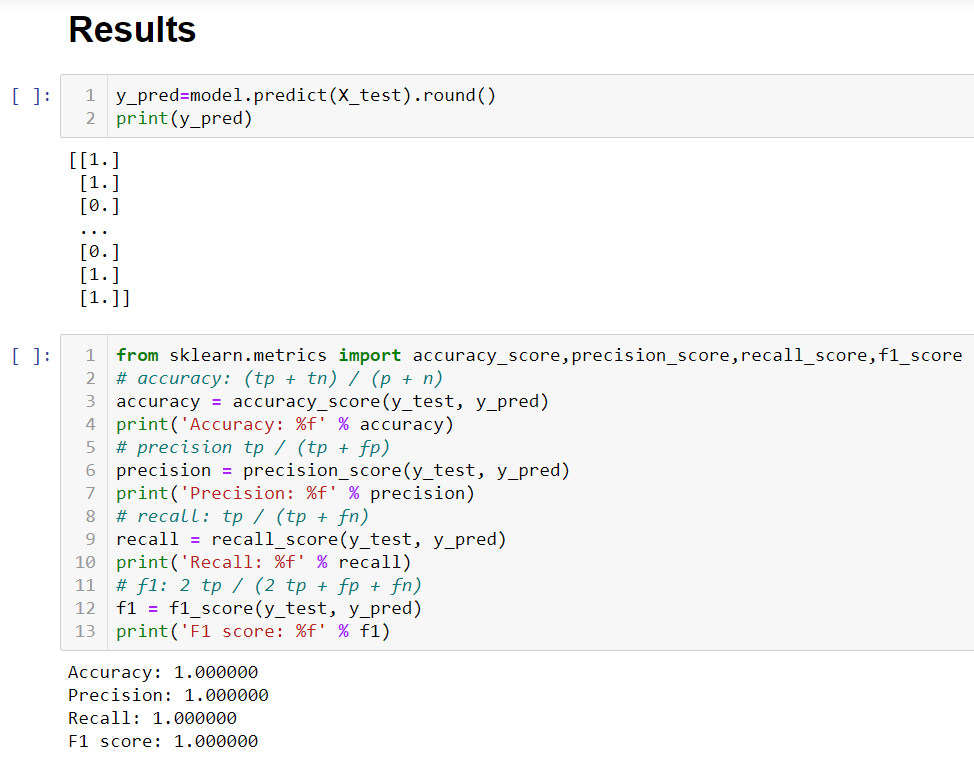 Results
[ ]:
1 y_pred=model.predict(X_test).round()
2 print(y_pred)
[[1.]
[1.]
[0.]
...
[0.]
[1.]
[1.]]
[ ]:
1 from sklearn.metrics import accuracy_score,precision_score,recall_score,f1_score
2 # accuracy: (tp + tn) / (p + n)
3 accuracy = accuracy_score(y_test, y_pred)
4 print('Accuracy: %f' % accuracy)
5 # precision tp / (tp + fp)
6 precision = precision_score(y_test, y_pred)
7 print('Precision: %f' % precision)
8 # recall: tp / (tp + fn)
9 recall = recall_score(y_test, y_pred)
10 print('Recall: %f' % recall)
11 # f1: 2 tp / (2 tp + fp + fn)
12 f1 = f1_score(y_test, y_pred)
13 print('F1 score: %f' % f1)
Accuracy: 1.000000
Precision: 1.000000
Recall: 1.000000
F1 score: 1.000000